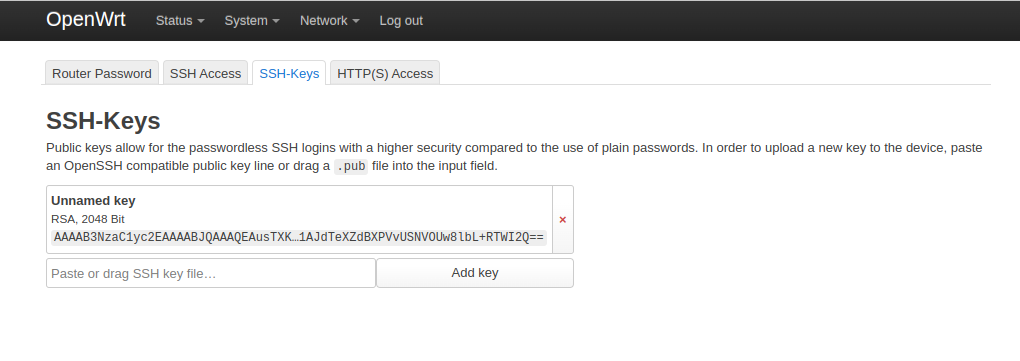 OpenWrt Status System Network Log out
Router Password SSH Access SSH-Keys HTTP(S) Access
SSH-Keys
Public keys allow for the passwordless SSH logins with a higher security compared to the use of plain passwords. In order to upload a new key to the device, paste
an OpenSSH compatible public key line or drag a .pub file into the input field.
Unnamed key
RSA, 2048 Bit
AAAAB3NzaC1yc2EAAAABJQAAAQEAusTXK…1AJdTeXZdBXPVvUSNVOUw8lbL+RTWI2Q==
×
Paste or drag SSH key file… Add key